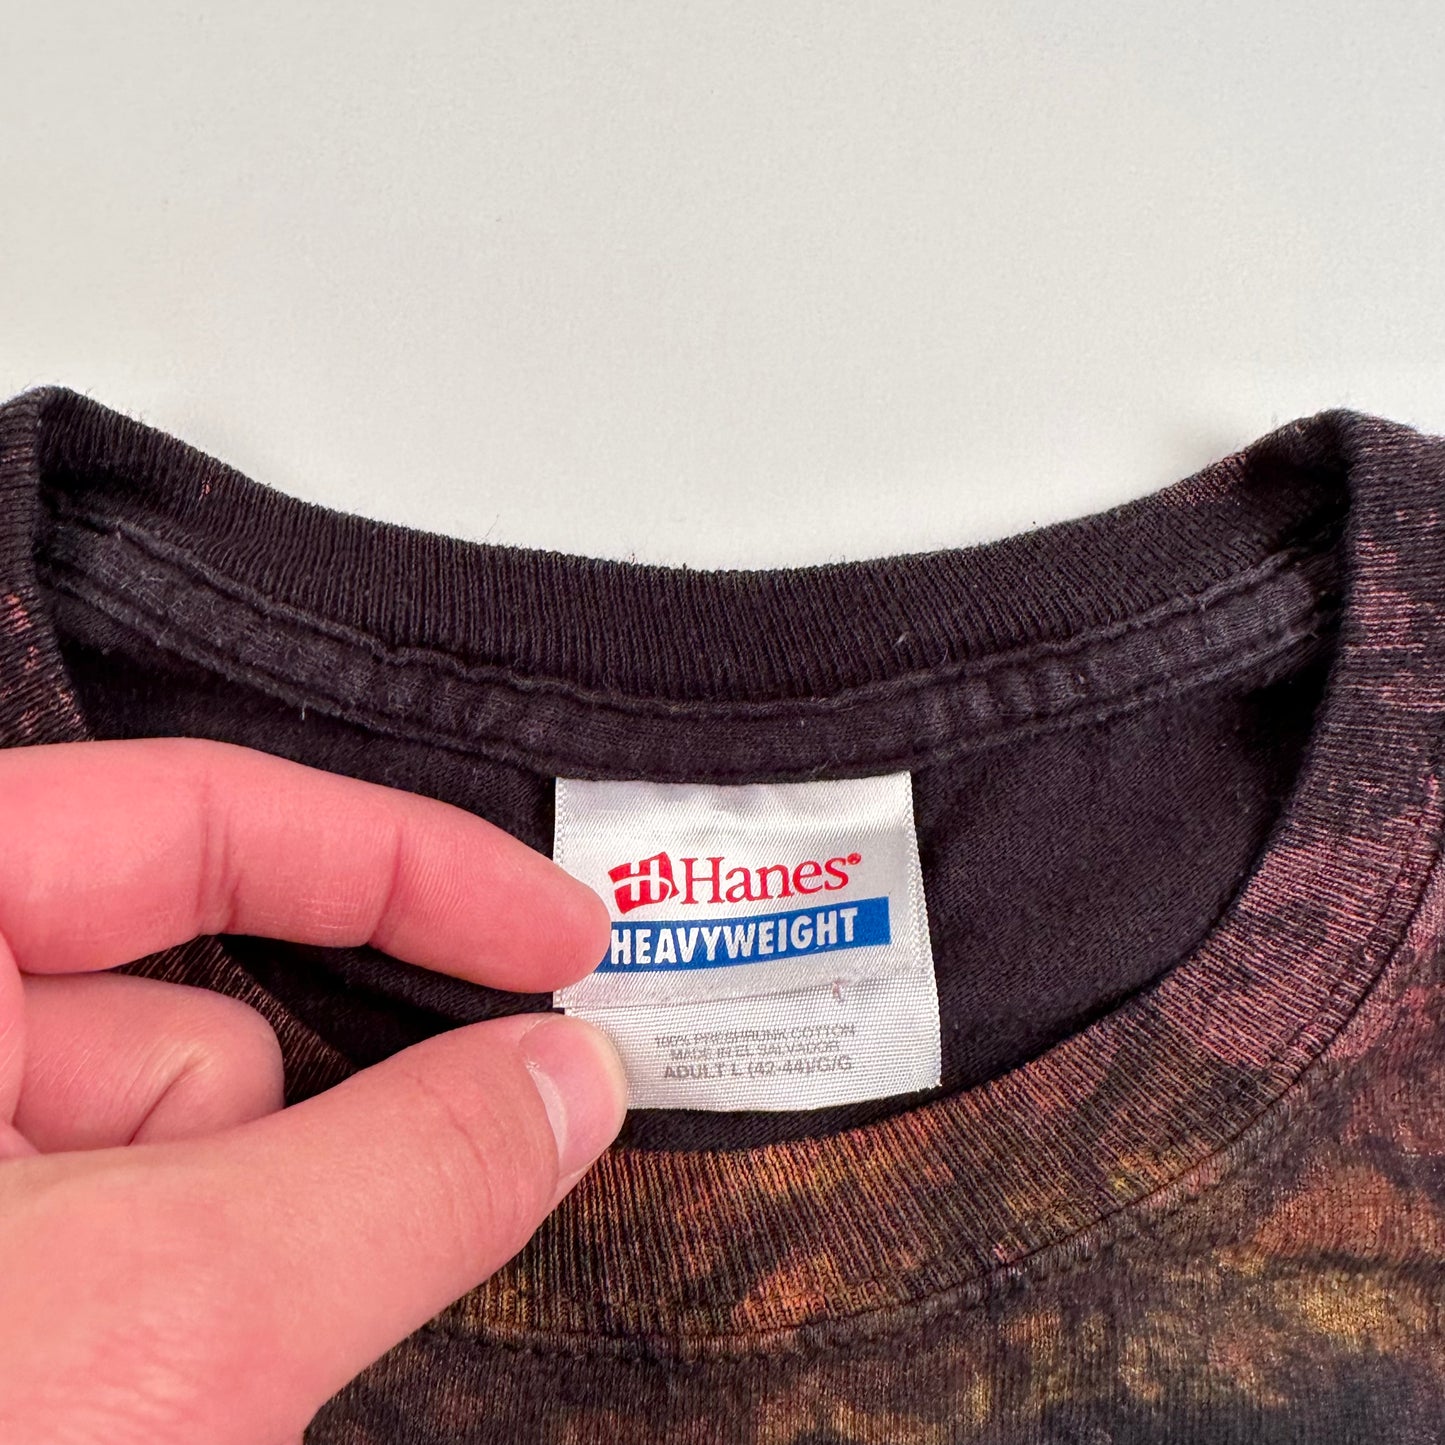 Hanes®
HEAVYWEIGHT
100% PRESHRUNK COTTON
MADE IN EL SALVADOR
ADULT L (42-44)/G/G